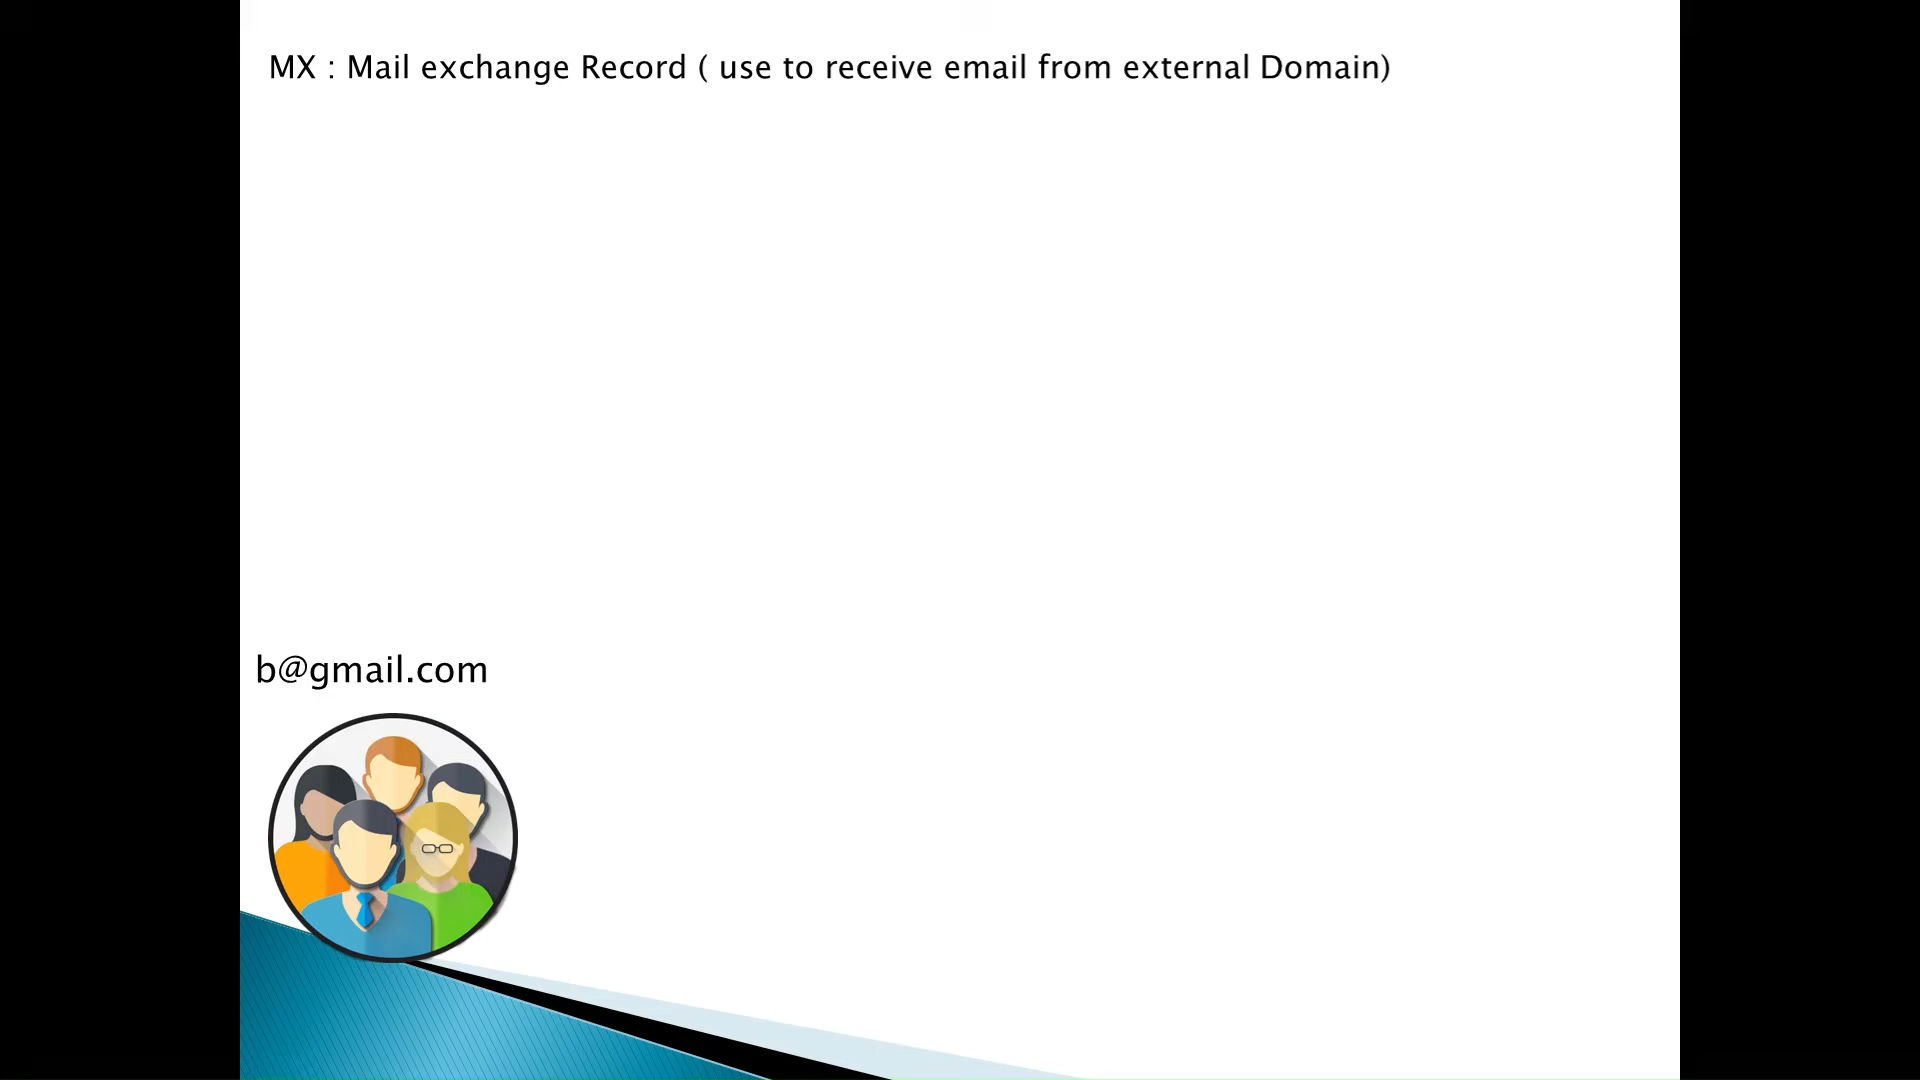 MX : Mail exchange Record ( use to receive email from external Domain)
b@gmail.com